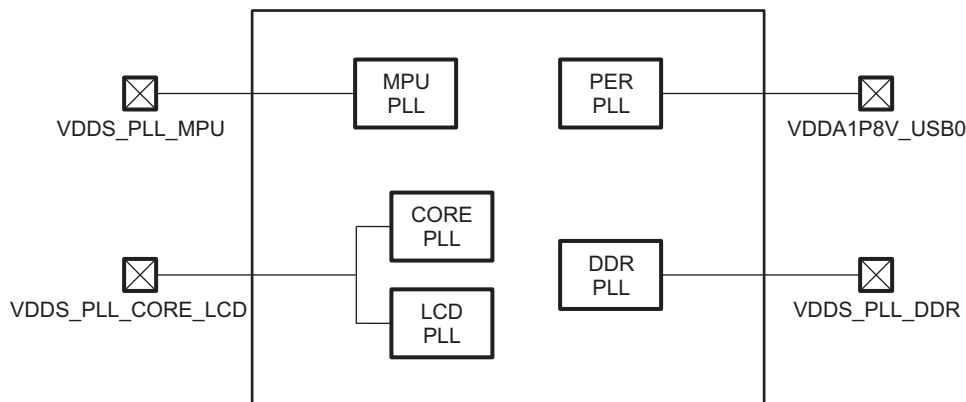 MPU
PLL
PER
PLL
VDDS_PLL_MPU
VDDA1P8V_USB0
CORE
PLL
DDR
PLL
VDDS_PLL_CORE_LCD
LCD
PLL
VDDS_PLL_DDR